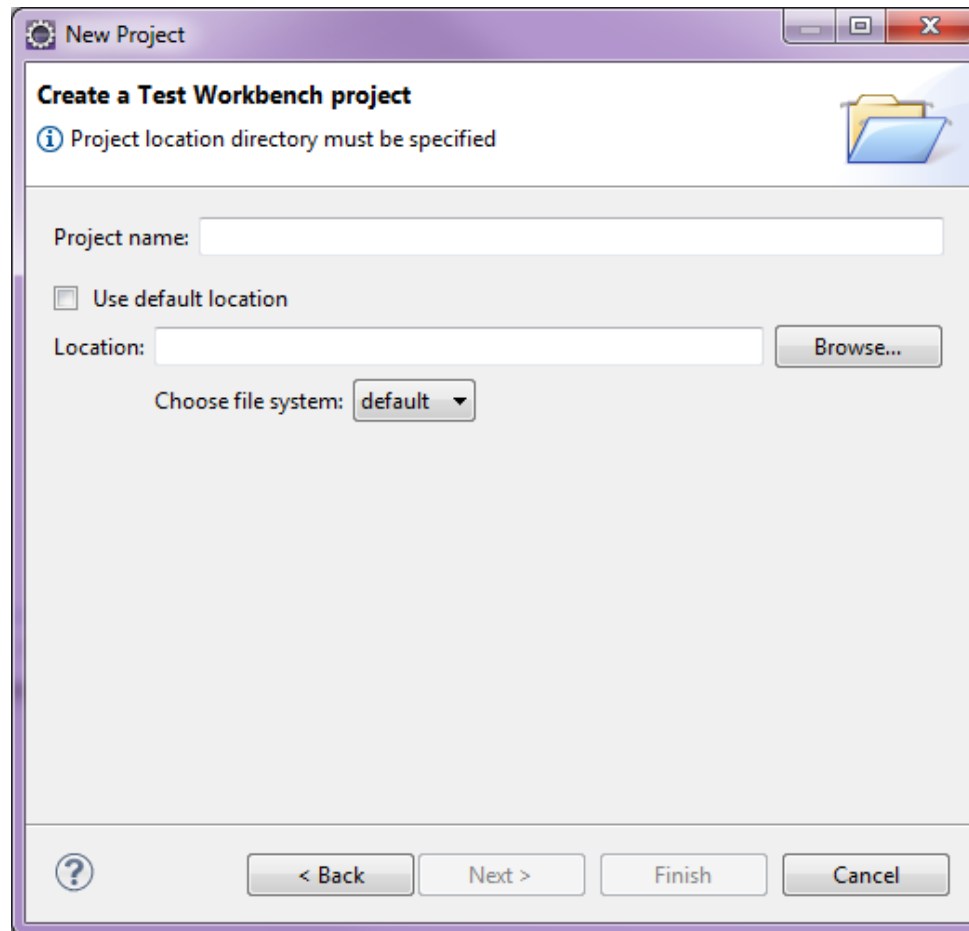 New Project
Create a Test Workbench project
Project location directory must be specified
Project name:
Use default location
Location: Browse...
Choose file system: default
< Back Next > Finish Cancel